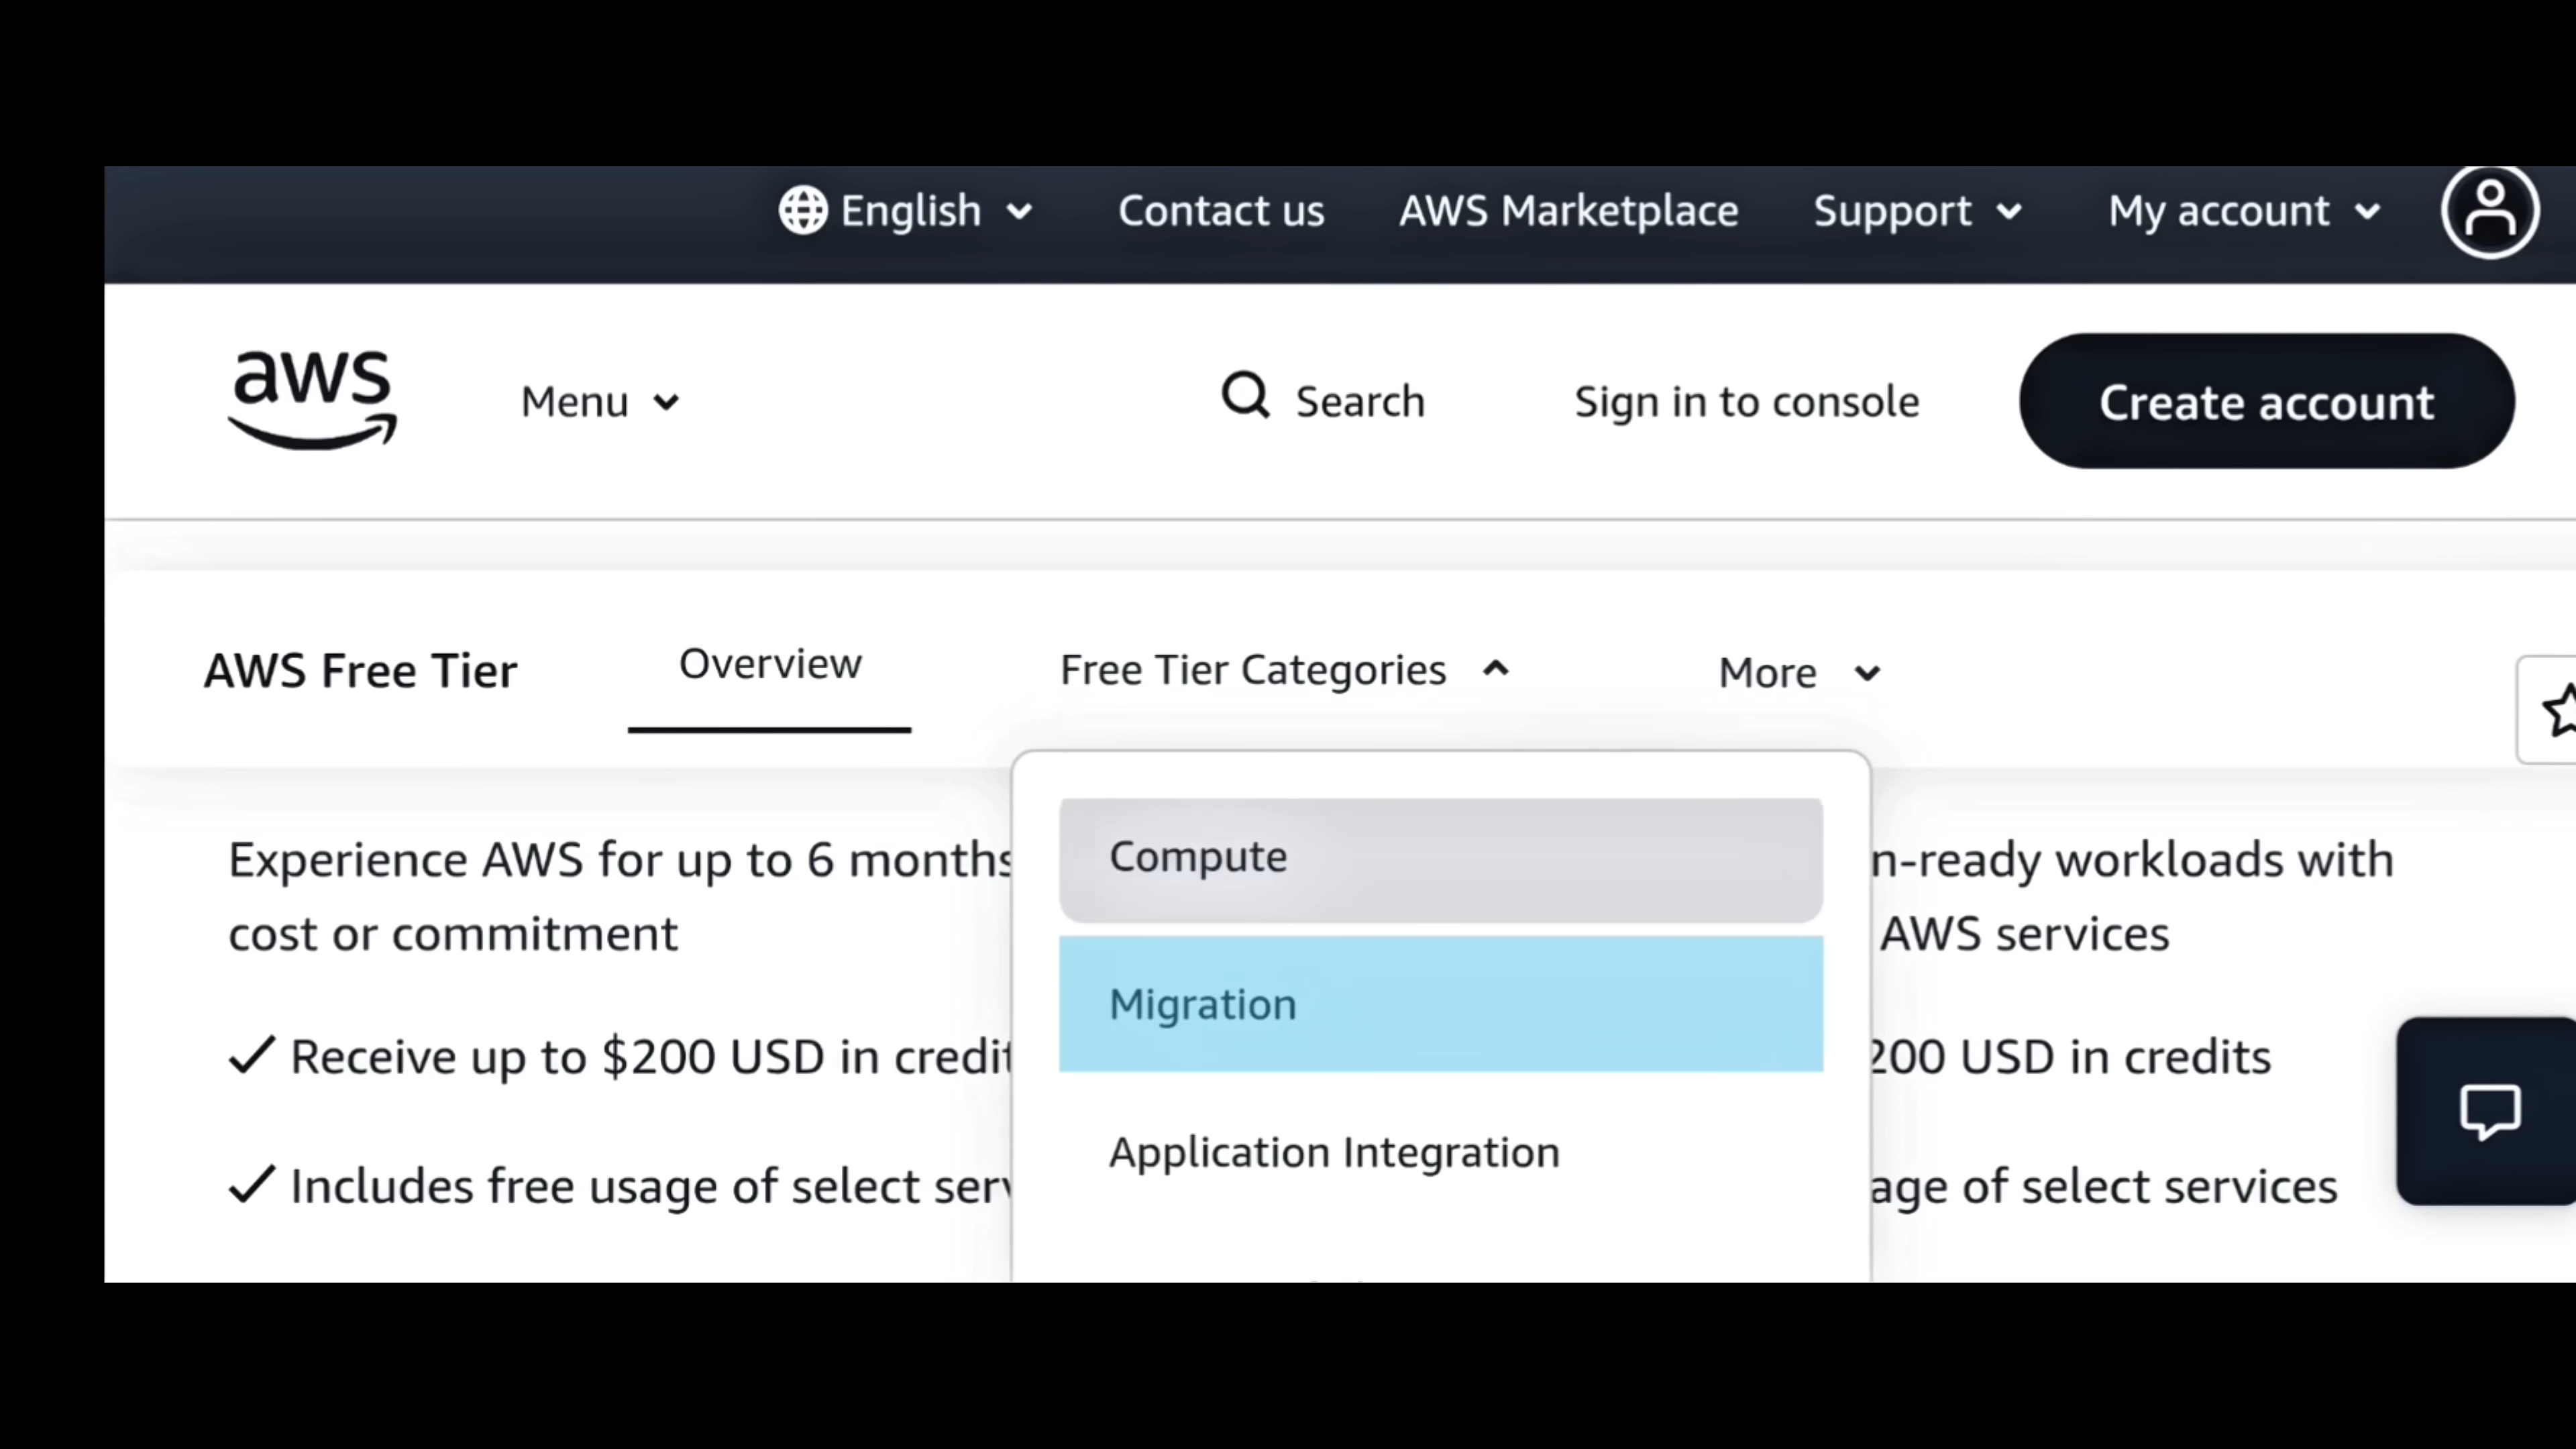 English Contact us AWS Marketplace Support My account
aws Menu Search Sign in to console Create account
AWS Free Tier Overview Free Tier Categories More
Compute
Migration
Application Integration
Experience AWS for up to 6 months
cost or commitment
Receive up to $200 USD in
Includes free usage of select
n-ready workloads with
AWS services
200 USD in credits
of select services